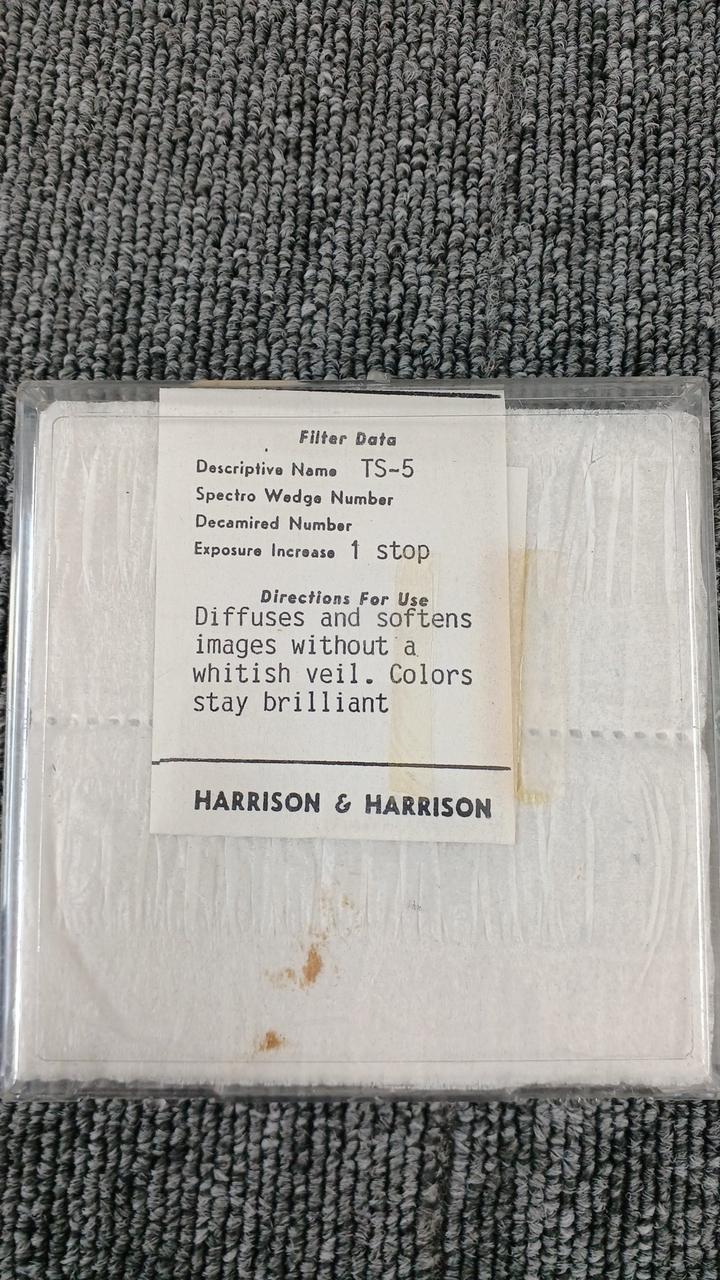 Filter Data
Descriptive Name TS-5
Spectro Wedge Number
Decamired Number
Exposure Increase 1 stop
Directions For Use
Diffuses and softens
images without a
whitish veil. Colors
stay brilliant
HARRISON & HARRISON